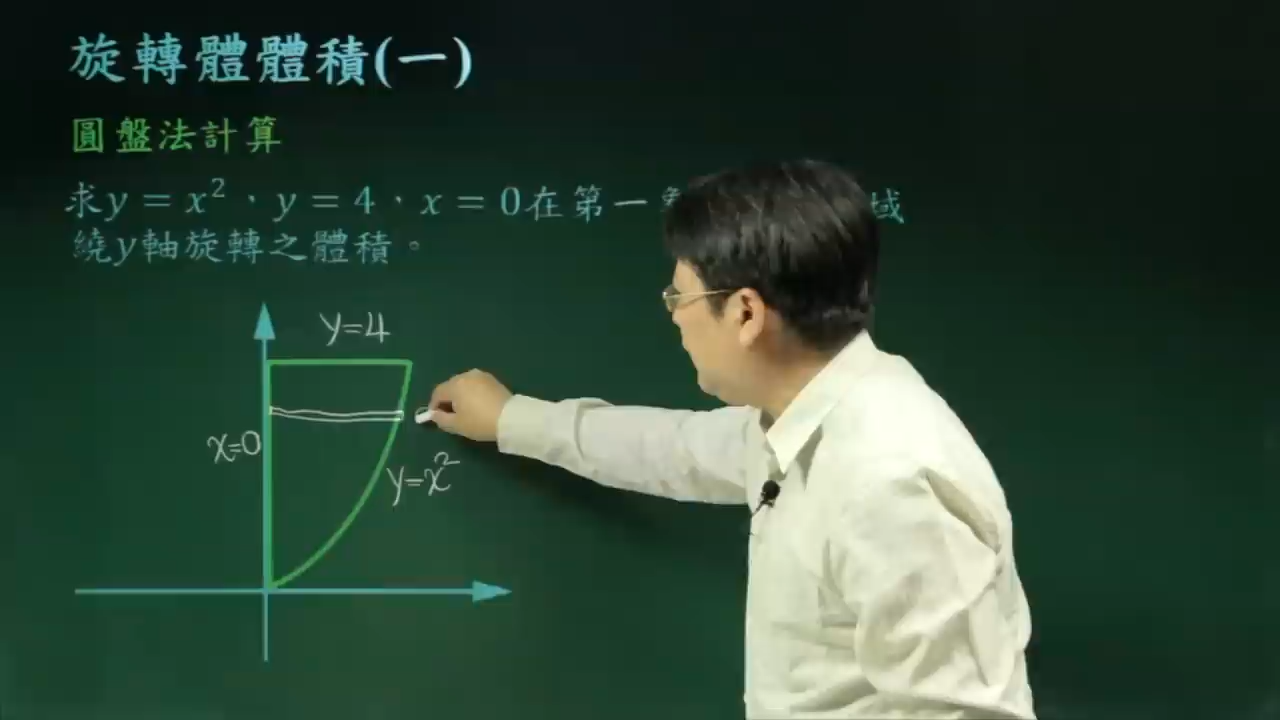 旋轉體體積(一)
圓盤法計算
求y = x²，y = 4，x = 0在第一 域
繞y軸旋轉之體積。
y=4
x=0
y=x²